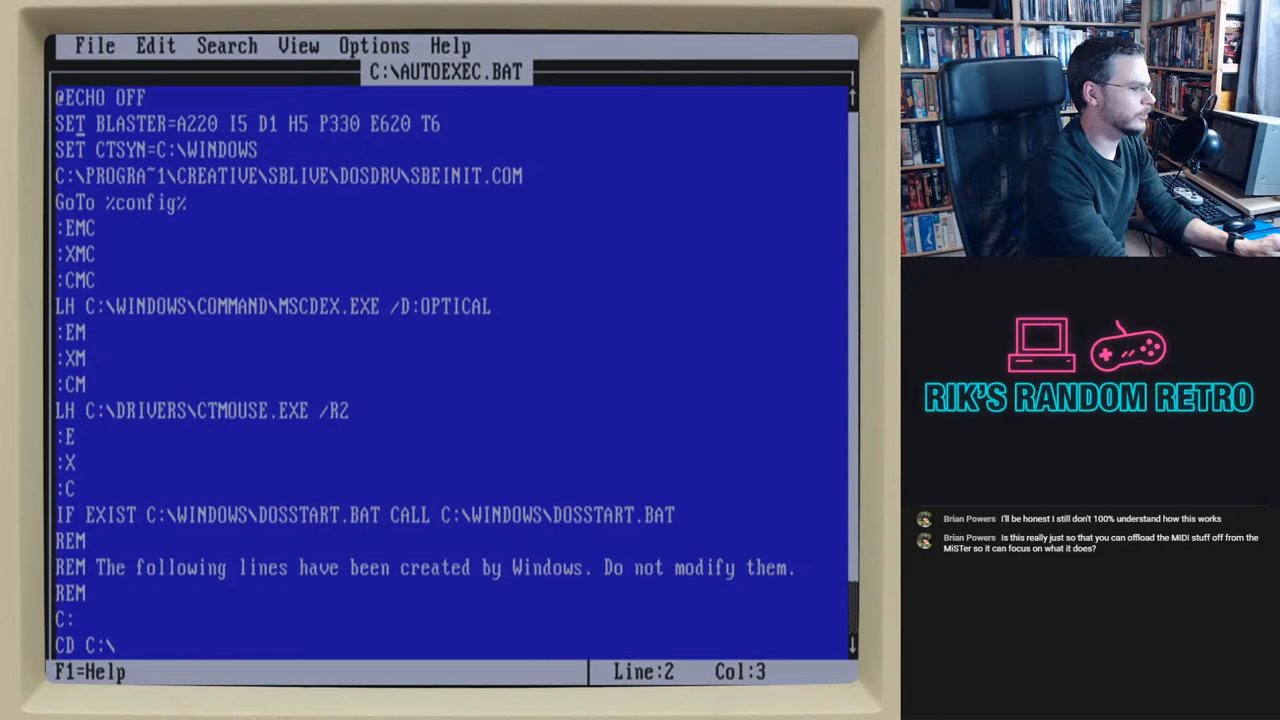 File Edit Search View Options Help
C:\AUTOEXEC.BAT
@ECHO OFF
SET BLASTER=A220 I5 D1 H5 P330 E620 T6
SET CTSYN=C:\WINDOWS
C:\PROGRA~1\CREATIVE\SBLIVE\DOSDRV\SBEINIT.COM
GoTo %config%
:EMC
:XMC
:CMC
LH C:\WINDOWS\COMMAND\MSCDEX.EXE /D:OPTICAL
:EM
:XM
:CM
LH C:\DRIVERS\CTMOUSE.EXE /R2
:E
:X
:C
IF EXIST C:\WINDOWS\DOSSTART.BAT CALL C:\WINDOWS\DOSSTART.BAT
REM
REM The following lines have been created by Windows. Do not modify them.
REM
C:
CD C:\
F1=Help Line:2 Col:3
RIK'S RANDOM RETRO
Brian Powers I'll be honest I still don't 100% understand how this works
Brian Powers Is this really just so that you can offload the MIDI stuff off from the
MiSTer so it can focus on what it does?